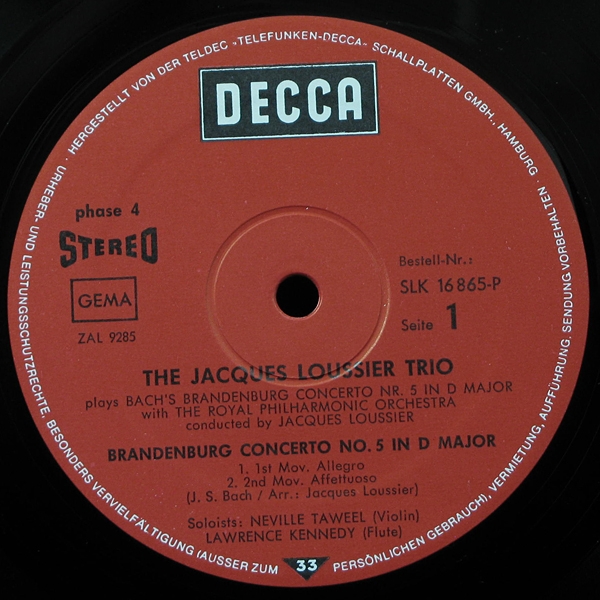 · HERGESTELLT VON DER TELDEC »TELEFUNKEN-DECCA« SCHALLPLATTEN GMBH., HAMBURG ·
URHEBER- UND LEISTUNGSSCHUTZRECHTE, BESONDERS VERVIELFÄLTIGUNG (AUSSER ZUM PERSÖNLICHEN GEBRAUCH), VERMIETUNG, AUFFÜHRUNG, SENDUNG VORBEHALTEN ·
DECCA
phase 4
STEREO
GEMA
ZAL 9285
Bestell-Nr.:
SLK 16 865-P
Seite 1
THE JACQUES LOUSSIER TRIO
plays BACH'S BRANDENBURG CONCERTO NR. 5 IN D MAJOR
with THE ROYAL PHILHARMONIC ORCHESTRA
conducted by JACQUES LOUSSIER
BRANDENBURG CONCERTO NO. 5 IN D MAJOR
1. 1st Mov. Allegro
2. 2nd Mov. Affettuoso
(J. S. Bach / Arr.: Jacques Loussier)
Soloists: NEVILLE TAWEEL (Violin)
LAWRENCE KENNEDY (Flute)
33